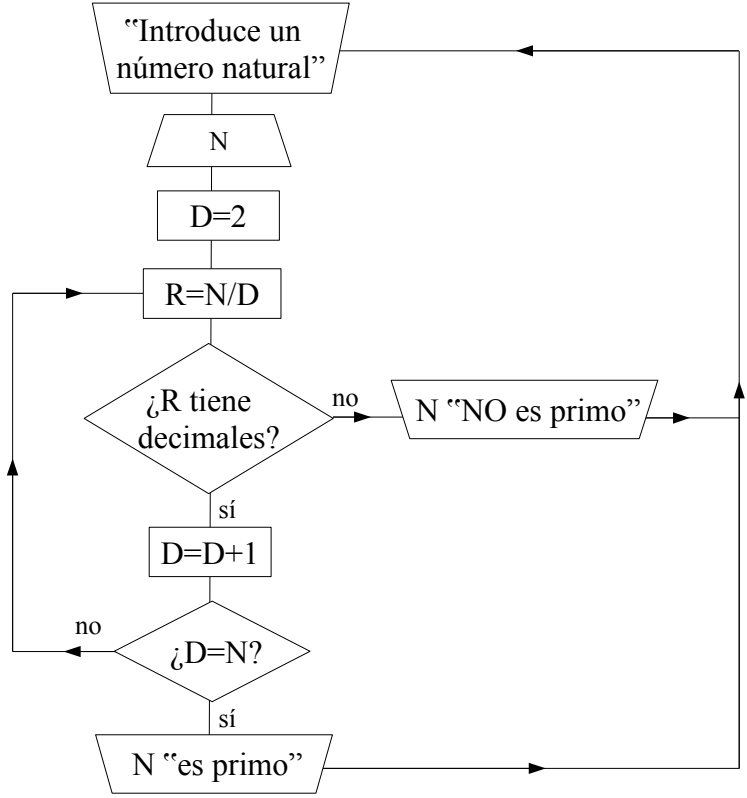 “Introduce un
número natural”
N
D=2
R=N/D
¿R tiene
decimales?
no
N “NO es primo”
sí
D=D+1
no
¿D=N?
sí
N “es primo”